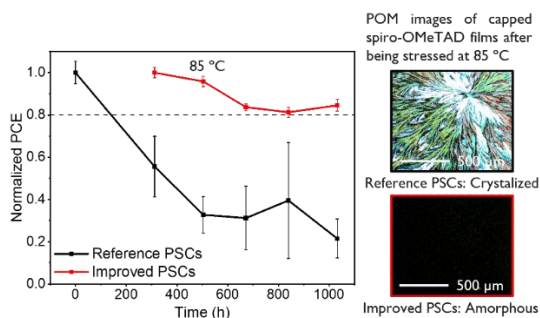 POM images of capped
spiro-OMeTAD films after
being stressed at 85 ºC
85 ºC
1.0
0.8
0.6
0.4
0.2
0.0
Normalized PCE
Reference PSCs
Improved PSCs
0 200 400 600 800 1000
Time (h)
500 µm
Reference PSCs: Crystalized
500 µm
Improved PSCs: Amorphous